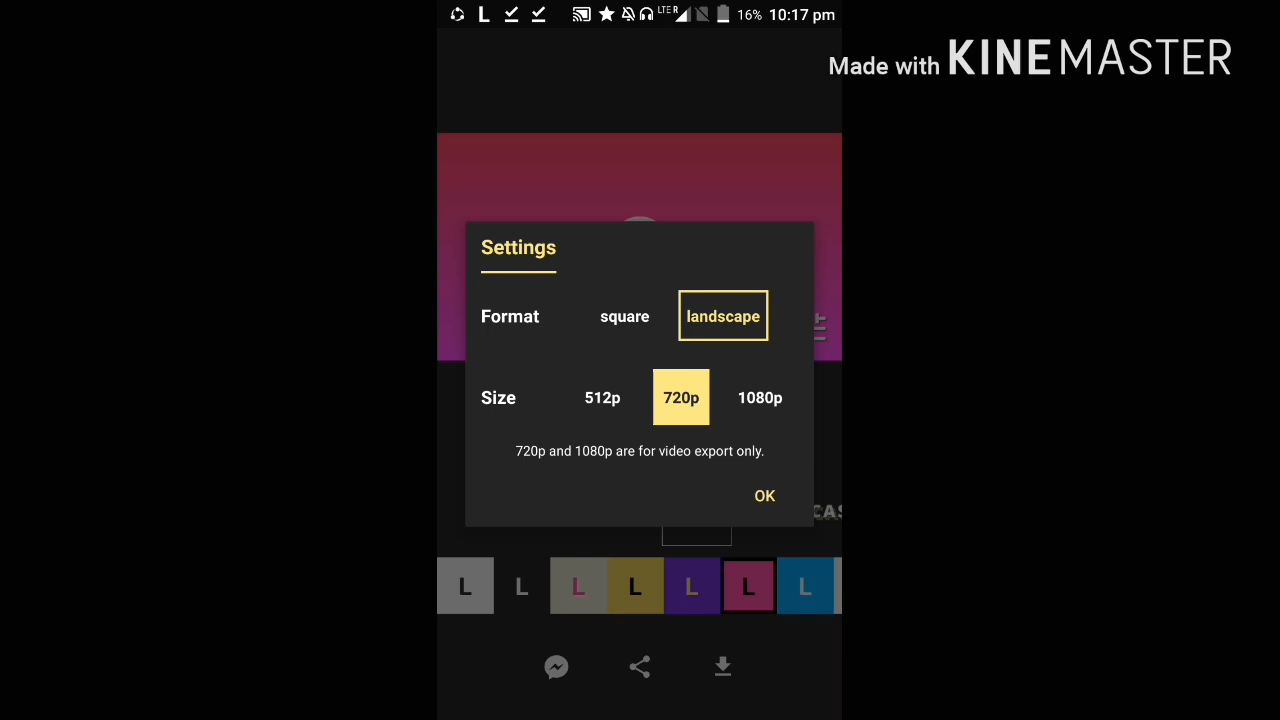 L LTE R 16% 10:17 pm
Made with KINEMASTER
Settings
Format square landscape
Size 512p 720p 1080p
720p and 1080p are for video export only.
OK
L L L L L L L